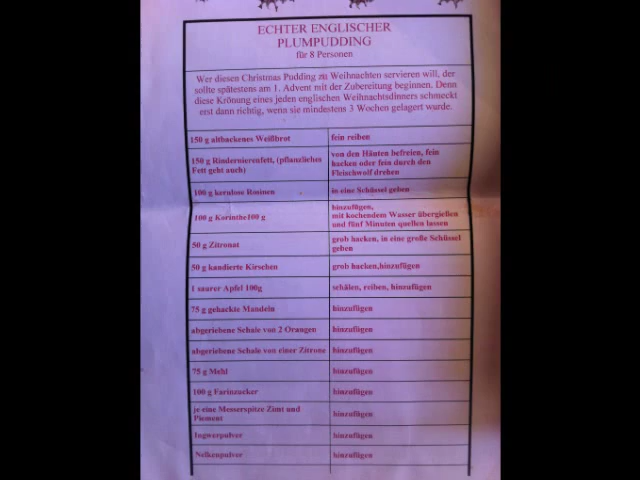 ECHTER ENGLISCHER
PLUMPUDDING
für 8 Personen
Wer diesen Christmas Pudding zu Weihnachten servieren will, der
sollte spätestens am 1. Advent mit der Zubereitung beginnen. Denn
diese Krönung eines jeden englischen Weihnachtsdinners schmeckt
erst dann richtig, wenn sie mindestens 3 Wochen gelagert wurde.
150 g altbackenes Weißbrot fein reiben
150 g Rindernierenfett, (pflanzliches
Fett geht auch)
von den Häuten befreien, fein
hacken oder fein durch den
Fleischwolf drehen
100 g kernlose Rosinen in eine Schüssel geben
100 g Korinthe100 g
hinzufügen,
mit kochendem Wasser übergießen
und fünf Minuten quellen lassen
50 g Zitronat
grob hacken, in eine große Schüssel
geben
50 g kandierte Kirschen grob hacken,hinzufügen
1 saurer Apfel 100g schälen, reiben, hinzufügen
75 g gehackte Mandeln hinzufügen
abgeriebene Schale von 2 Orangen hinzufügen
abgeriebene Schale von einer Zitrone hinzufügen
75 g Mehl hinzufügen
100 g Farinzucker hinzufügen
je eine Messerspitze Zimt und
Piement
hinzufügen
Ingwerpulver hinzufügen
Nelkenpulver hinzufügen